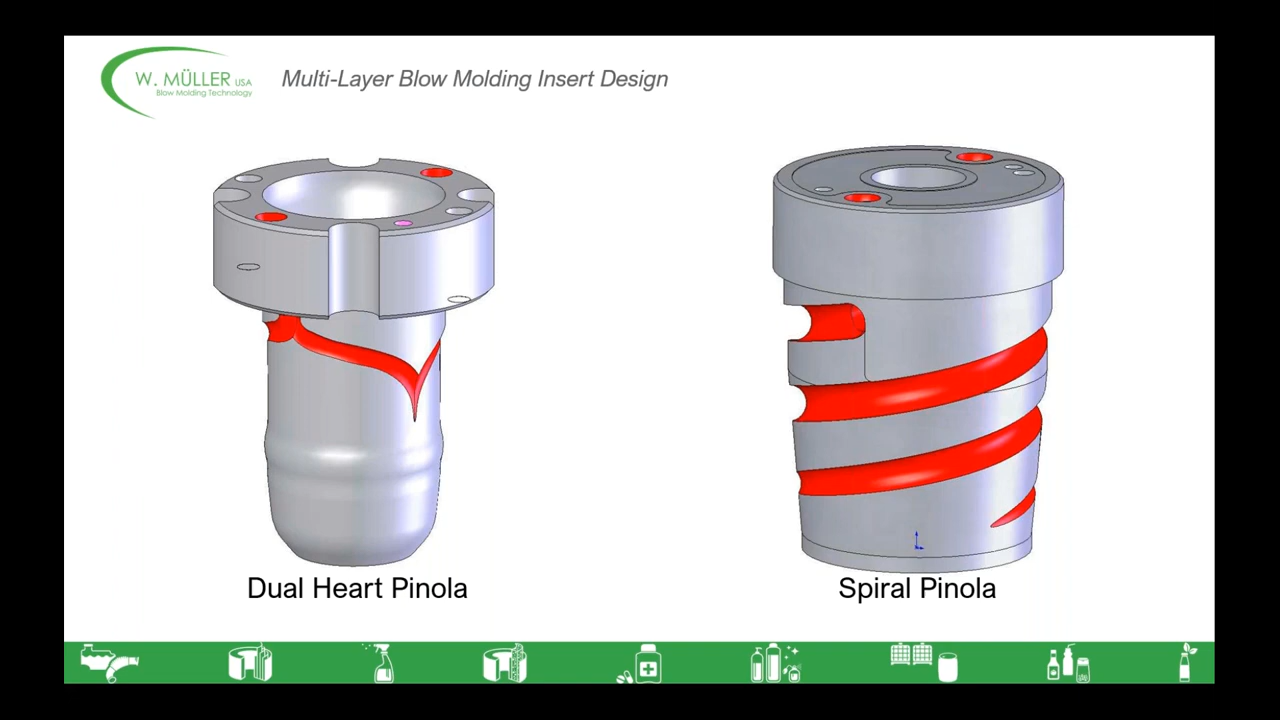 W. MÜLLER USA
Blow Molding Technology
Multi-Layer Blow Molding Insert Design
Dual Heart Pinola
Spiral Pinola